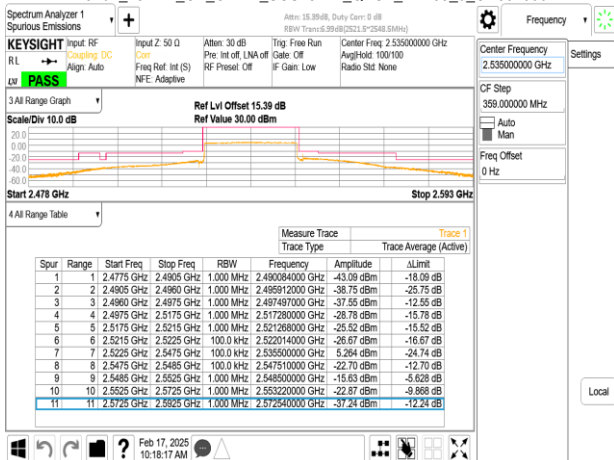 Spectrum Analyzer 1
Spurious Emissions
Attn: 15.39dB, Duty Corr: 0 dB
RBW Trans:6.99dB(2521.5~2548.5MHz)
Frequency
KEYSIGHT
Input: RF
Coupling: DC
Align: Auto
Input Z: 50 Ω
Corr
Freq Ref: Int (S)
NFE: Adaptive
Atten: 30 dB
Pre: Int off, LNA off
RF Preset: Off
Trig: Free Run
Gate: Off
IF Gain: Low
Center Freq: 2.535000000 GHz
Avg|Hold: 100/100
Radio Std: None
RL
LXI
PASS
Center Frequency
2.535000000 GHz
Settings
CF Step
359.000000 MHz
Auto
Man
Freq Offset
0 Hz
Local
3 All Range Graph
Scale/Div 10.0 dB
Ref Lvl Offset 15.39 dB
Ref Value 30.00 dBm
20.0
0.00
-20.0
-40.0
-60.0
Start 2.478 GHz
Stop 2.593 GHz
4 All Range Table
Measure Trace Trace 1
Trace Type Trace Average (Active)
Spur Range Start Freq Stop Freq RBW Frequency Amplitude ΔLimit
1 1 2.4775 GHz 2.4905 GHz 1.000 MHz 2.490084000 GHz -43.09 dBm -18.09 dB
2 2 2.4905 GHz 2.4960 GHz 1.000 MHz 2.495912000 GHz -38.75 dBm -25.75 dB
3 3 2.4960 GHz 2.4975 GHz 1.000 MHz 2.497497000 GHz -37.55 dBm -12.55 dB
4 4 2.4975 GHz 2.5175 GHz 1.000 MHz 2.517280000 GHz -28.78 dBm -15.78 dB
5 5 2.5175 GHz 2.5215 GHz 1.000 MHz 2.521268000 GHz -25.52 dBm -15.52 dB
6 6 2.5215 GHz 2.5225 GHz 100.0 kHz 2.522014000 GHz -26.67 dBm -16.67 dB
7 7 2.5225 GHz 2.5475 GHz 100.0 kHz 2.535500000 GHz 5.264 dBm -24.74 dB
8 8 2.5475 GHz 2.5485 GHz 100.0 kHz 2.547510000 GHz -22.70 dBm -12.70 dB
9 9 2.5485 GHz 2.5525 GHz 1.000 MHz 2.548500000 GHz -15.63 dBm -5.628 dB
10 10 2.5525 GHz 2.5725 GHz 1.000 MHz 2.553220000 GHz -22.87 dBm -9.868 dB
11 11 2.5725 GHz 2.5925 GHz 1.000 MHz 2.572540000 GHz -37.24 dBm -12.24 dB
?
Feb 17, 2025
10:18:17 AM